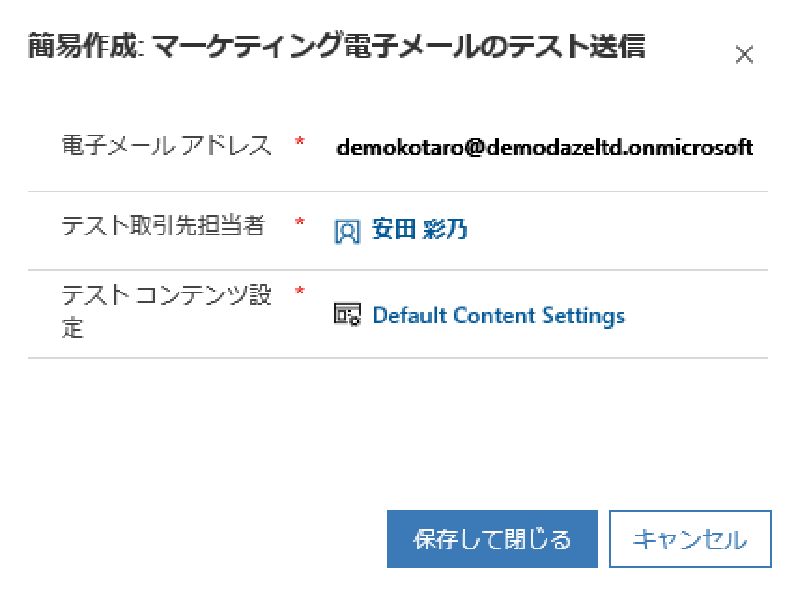 簡易作成: マーケティング電子メールのテスト送信
電子メール アドレス * demokotaro@demodazeltd.onmicrosoft
テスト取引先担当者 * 安田 彩乃
テスト コンテンツ設 * Default Content Settings
定
保存して閉じる キャンセル